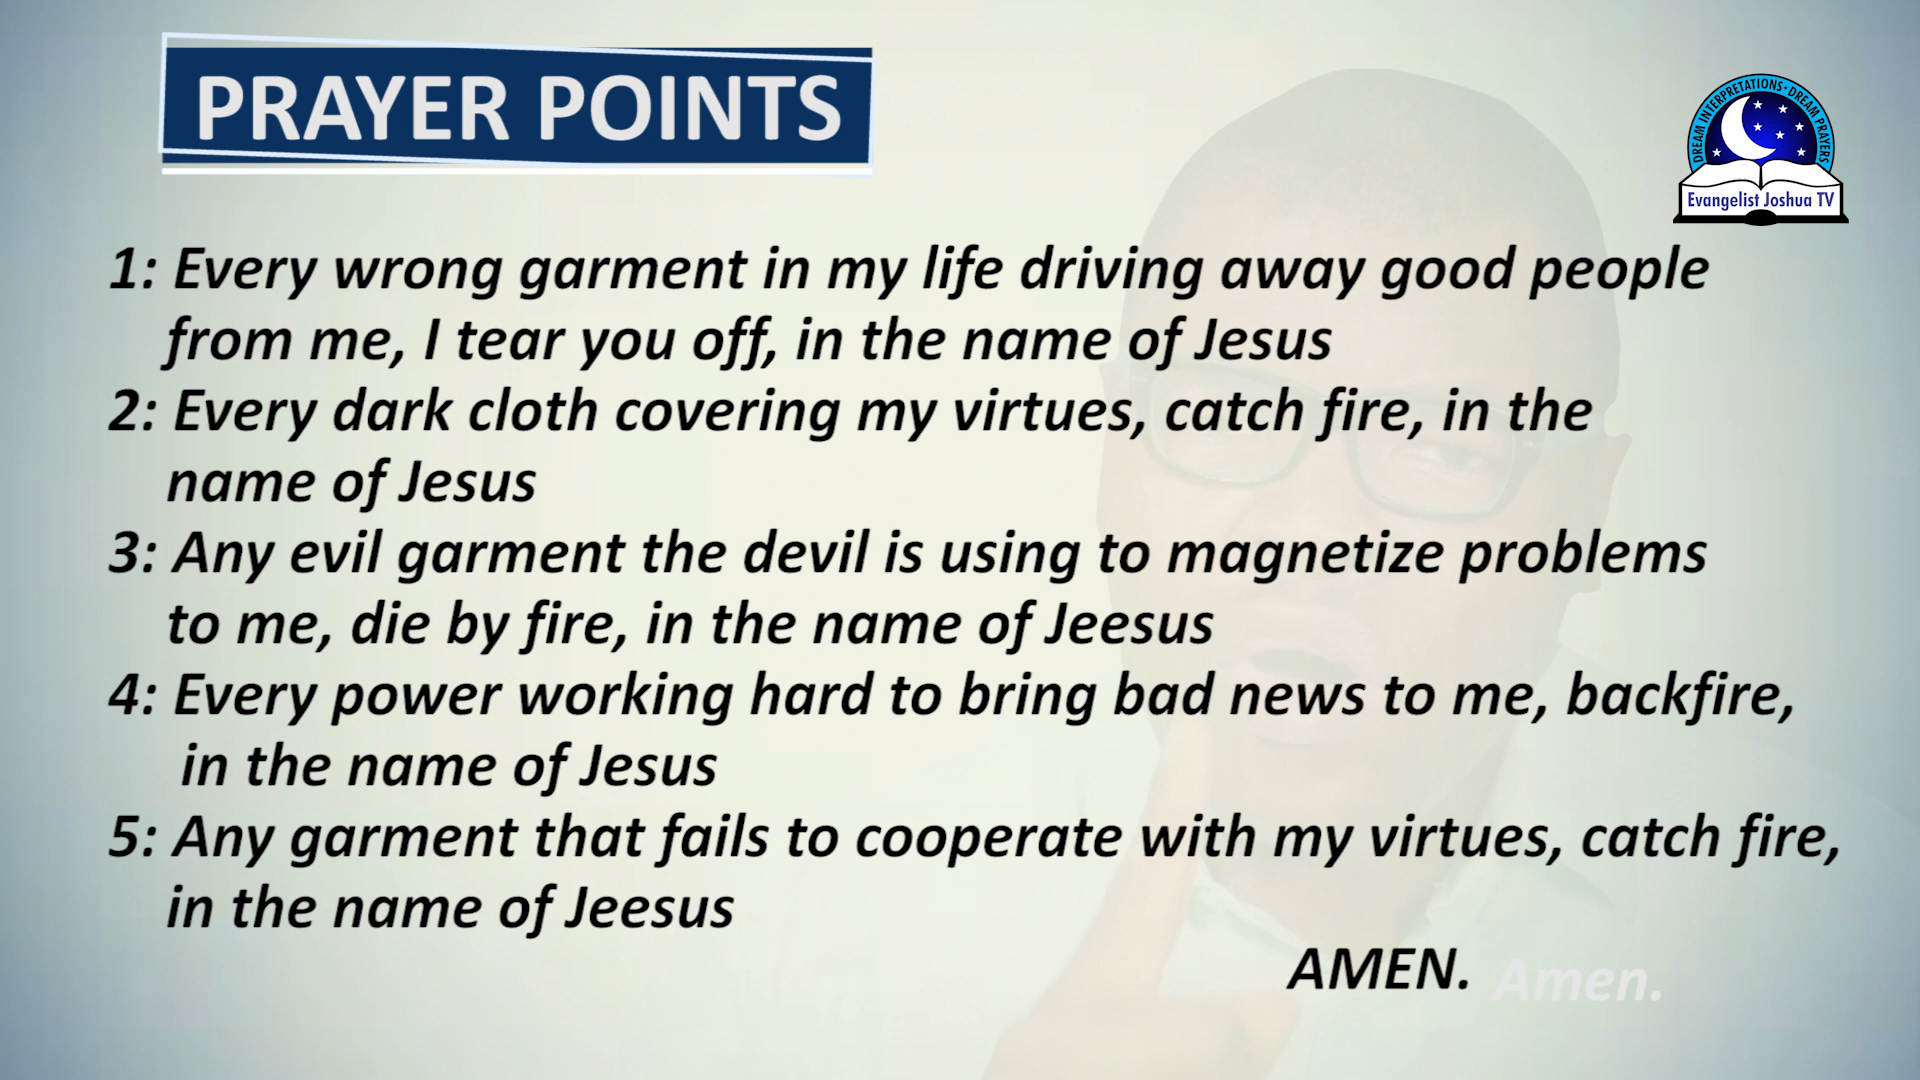 PRAYER POINTS
DREAM INTERPRETATIONS · DREAM PRAYERS
Evangelist Joshua TV
1: Every wrong garment in my life driving away good people
from me, I tear you off, in the name of Jesus
2: Every dark cloth covering my virtues, catch fire, in the
name of Jesus
3: Any evil garment the devil is using to magnetize problems
to me, die by fire, in the name of Jeesus
4: Every power working hard to bring bad news to me, backfire,
in the name of Jesus
5: Any garment that fails to cooperate with my virtues, catch fire,
in the name of Jeesus
AMEN. Amen.